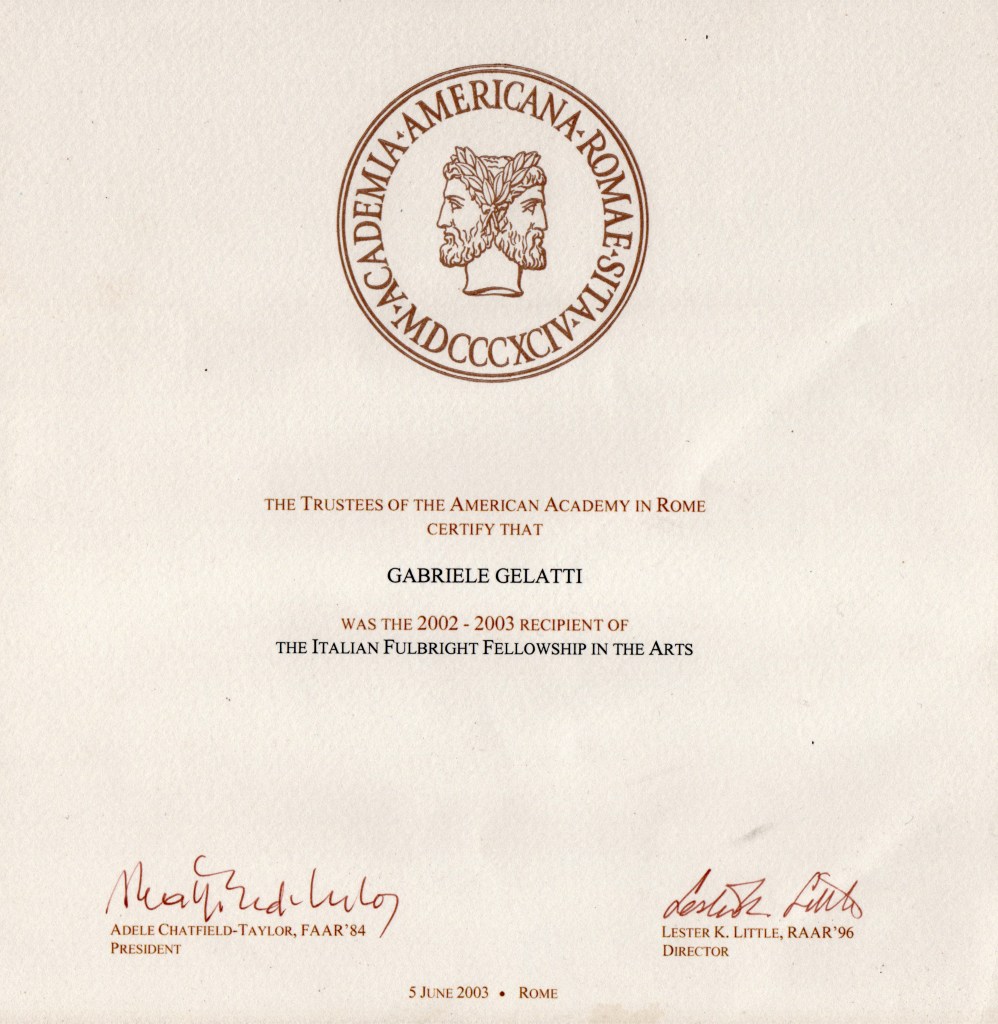 ACADEMIA · AMERICANA · ROMAE · SITA · MDCCCXCIV
THE TRUSTEES OF THE AMERICAN ACADEMY IN ROME
CERTIFY THAT
GABRIELE GELATTI
WAS THE 2002 - 2003 RECIPIENT OF
THE ITALIAN FULBRIGHT FELLOWSHIP IN THE ARTS
Lester K. Little
ADELE CHATFIELD-TAYLOR, FAAR'84
PRESIDENT
LESTER K. LITTLE, RAAR'96
DIRECTOR
5 JUNE 2003 • ROME